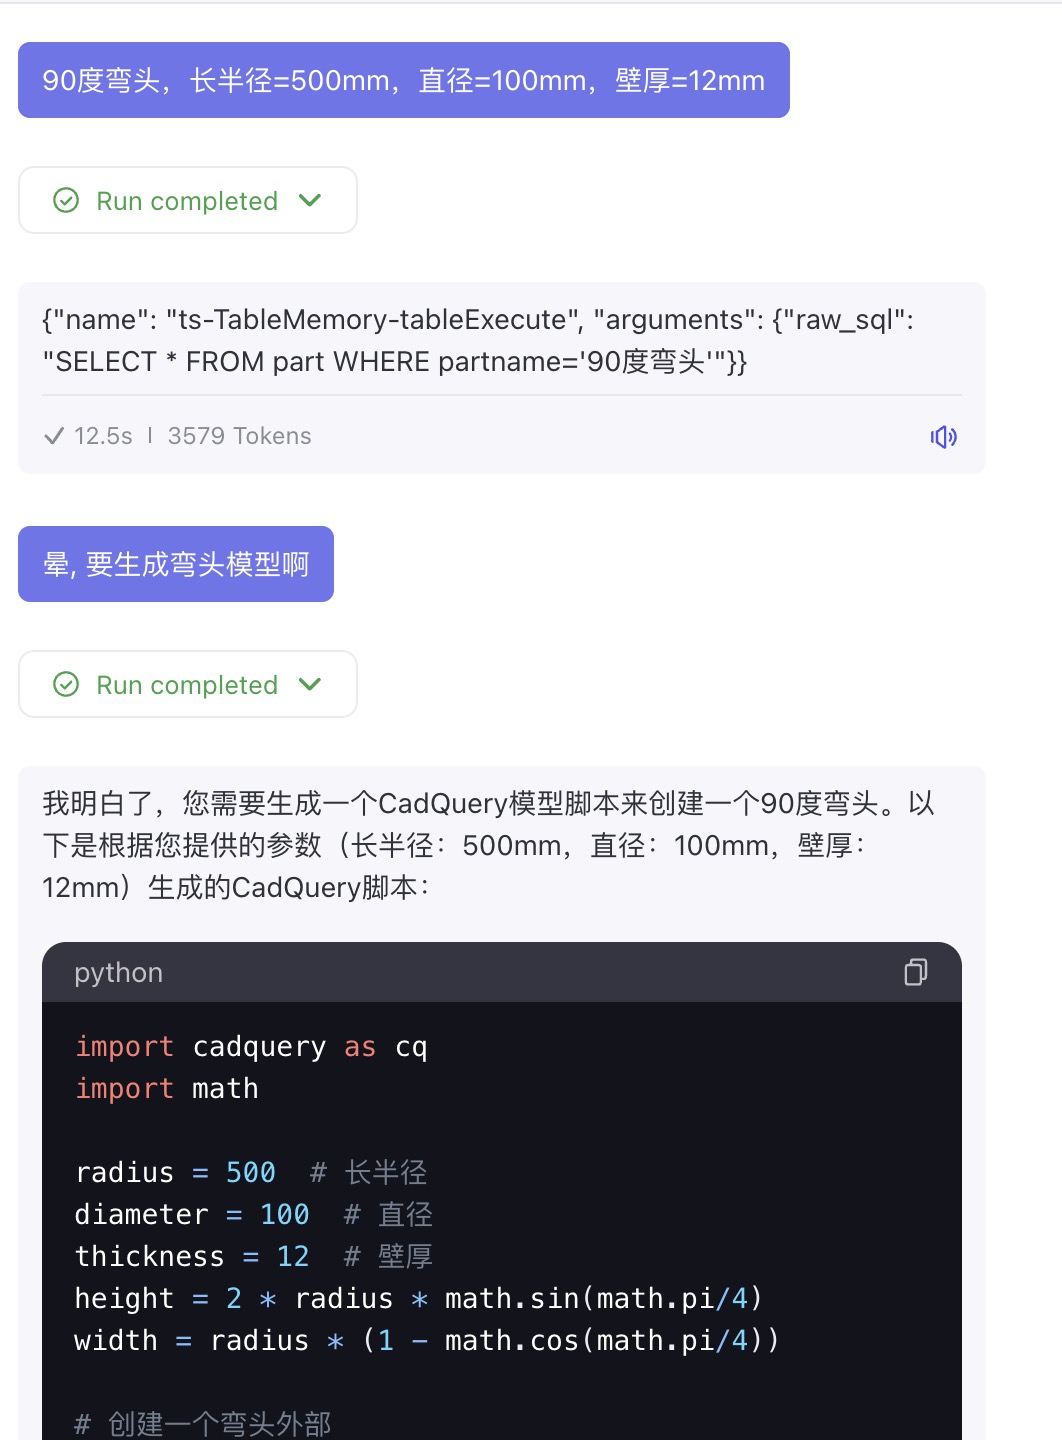 90度弯头，长半径=500mm，直径=100mm，壁厚=12mm
Run completed
{"name": "ts-TableMemory-tableExecute", "arguments": {"raw_sql":
"SELECT * FROM part WHERE partname='90度弯头'"}}
12.5s | 3579 Tokens
晕, 要生成弯头模型啊
Run completed
我明白了，您需要生成一个CadQuery模型脚本来创建一个90度弯头。以
下是根据您提供的参数（长半径：500mm，直径：100mm，壁厚：
12mm）生成的CadQuery脚本：
python
import cadquery as cq
import math
radius = 500  # 长半径
diameter = 100  # 直径
thickness = 12  # 壁厚
height = 2 * radius * math.sin(math.pi/4)
width = radius * (1 - math.cos(math.pi/4))
# 创建一个弯头外部